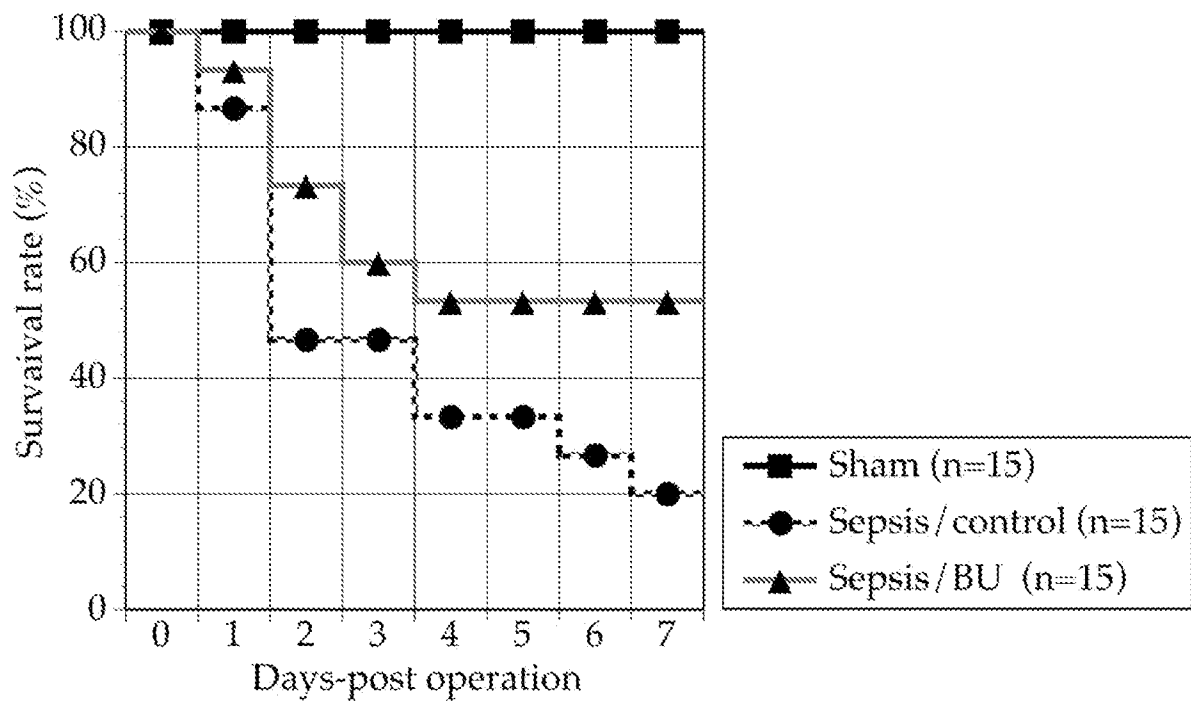 100
80
60
40
20
0
Survaival rate (%)
0 1 2 3 4 5 6 7
Days-post operation
Sham (n=15)
Sepsis/control (n=15)
Sepsis/BU (n=15)